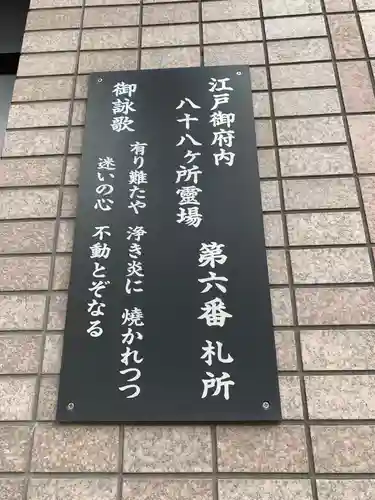 江戸御府内
八十八ヶ所霊場
第六番札所
御詠歌
有り難たや 浄き炎に 燒かれつつ
迷いの心 不動とぞなる